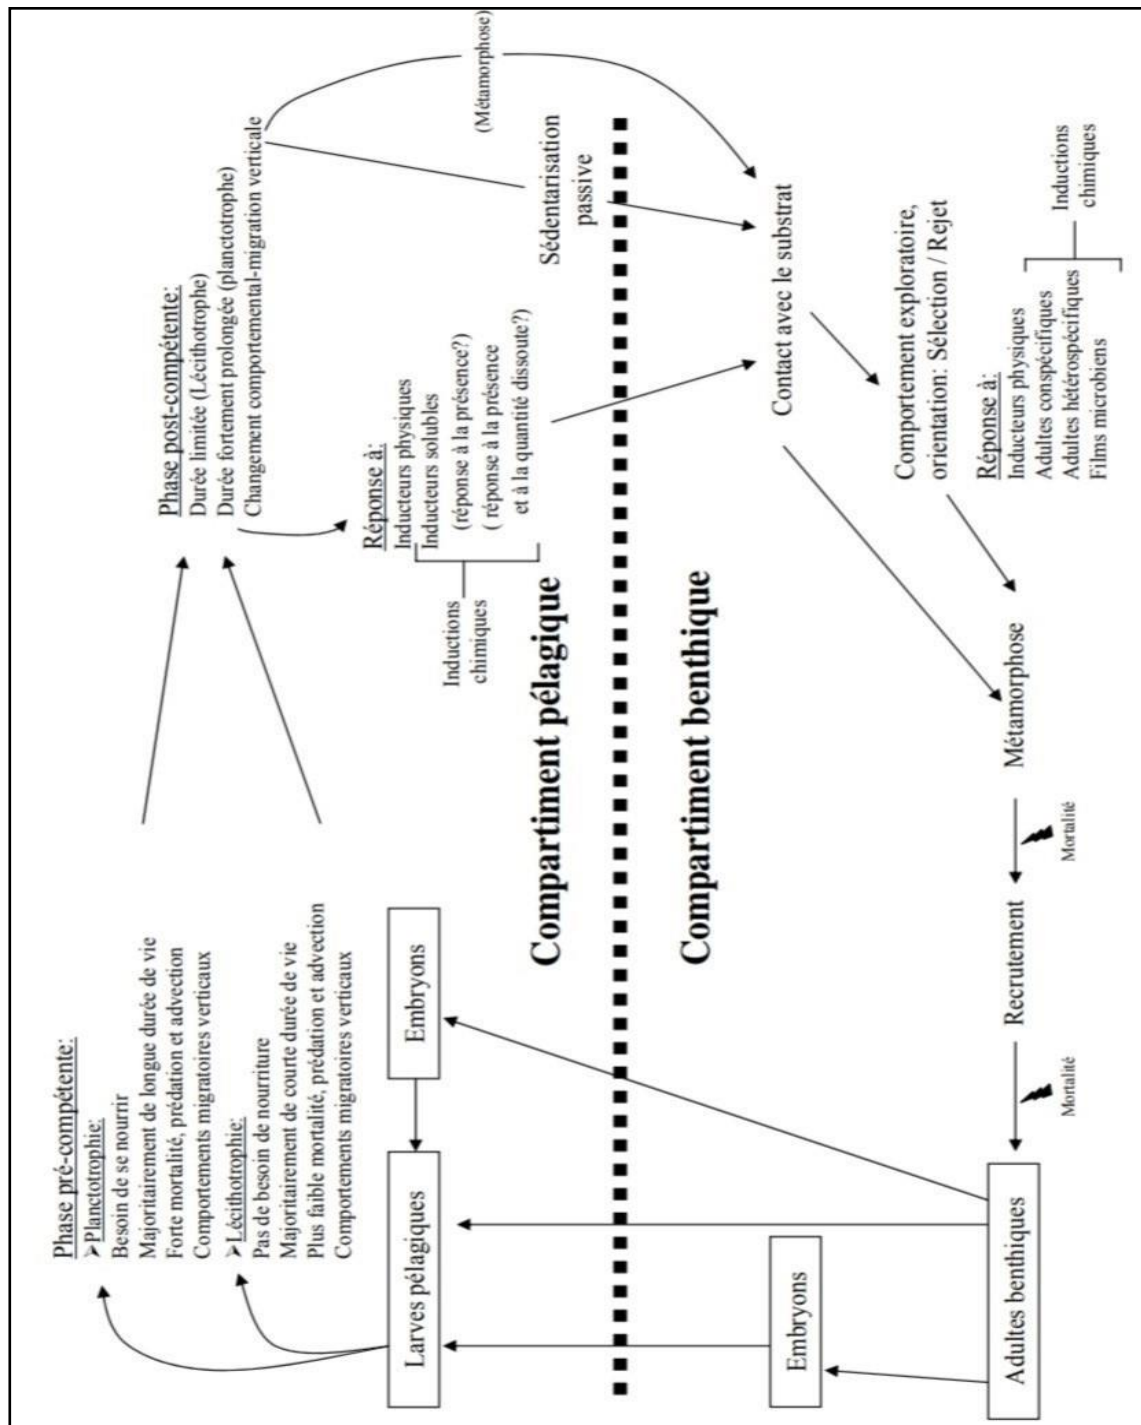 Phase pré-compétente:
➤Planctotrophie:
Besoin de se nourrir
Majoritairement de longue durée de vie
Forte mortalité, prédation et advection
Comportements migratoires verticaux
➤Lécithotrophie:
Pas de besoin de nourriture
Majoritairement de courte durée de vie
Plus faible mortalité, prédation et advection
Comportements migratoires verticaux
Phase post-compétente:
Durée limitée (Lécithotrophe)
Durée fortement prolongée (planctotrophe)
Changement comportemental-migration verticale
Réponse à:
Inducteurs physiques
Inducteurs solubles
(réponse à la présence?)
( réponse à la présence
et à la quantité dissoute?)
Inductions
chimiques
(Métamorphose)
Sédentarisation
passive
Larves pélagiques
Embryons
Compartiment pélagique
Compartiment benthique
Embryons
Contact avec le substrat
Comportement exploratoire,
orientation: Sélection / Rejet
Réponse à:
Inducteurs physiques
Adultes conspécifiques
Adultes hétérospécifiques
Films microbiens
Inductions
chimiques
Adultes benthiques
Mortalité
Recrutement
Mortalité
Métamorphose